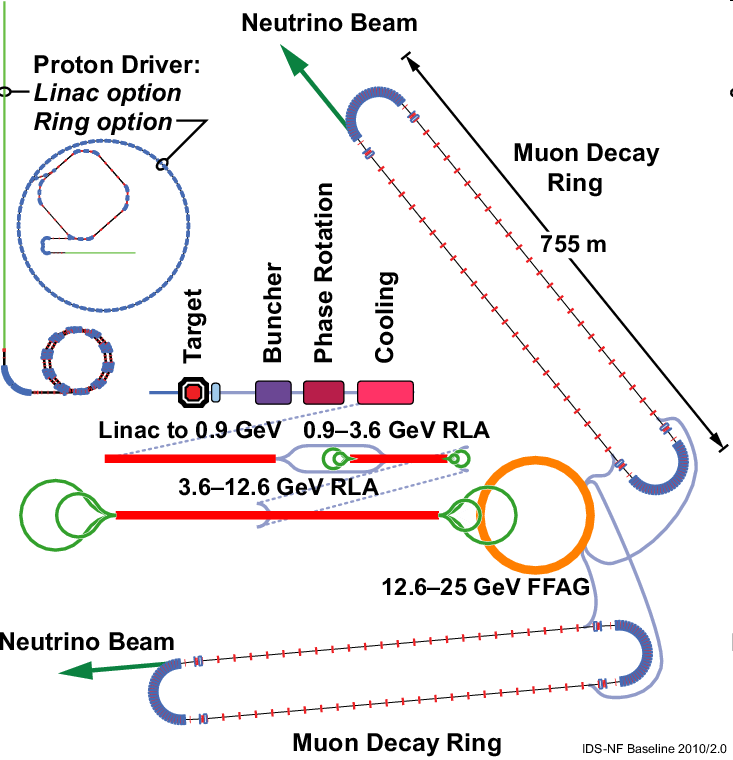 Neutrino Beam
Proton Driver:
Linac option
Ring option
Muon Decay
Ring
755 m
Target
Buncher
Phase Rotation
Cooling
Linac to 0.9 GeV
0.9–3.6 GeV RLA
3.6–12.6 GeV RLA
12.6–25 GeV FFAG
Neutrino Beam
Muon Decay Ring
IDS-NF Baseline 2010/2.0